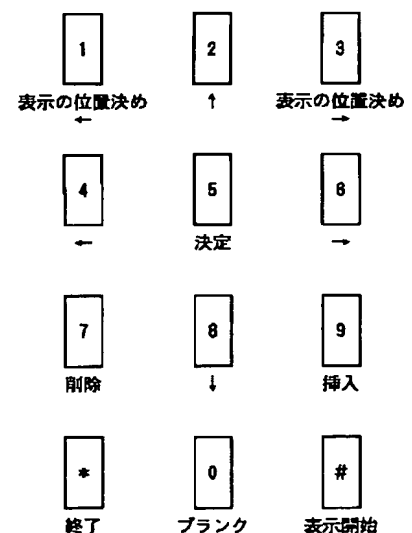 1 2 3
表示の位置決め ↑ 表示の位置決め
← →
4 5 6
← 決定 →
7 8 9
削除 ↓ 挿入
* 0 #
終了 ブランク 表示開始